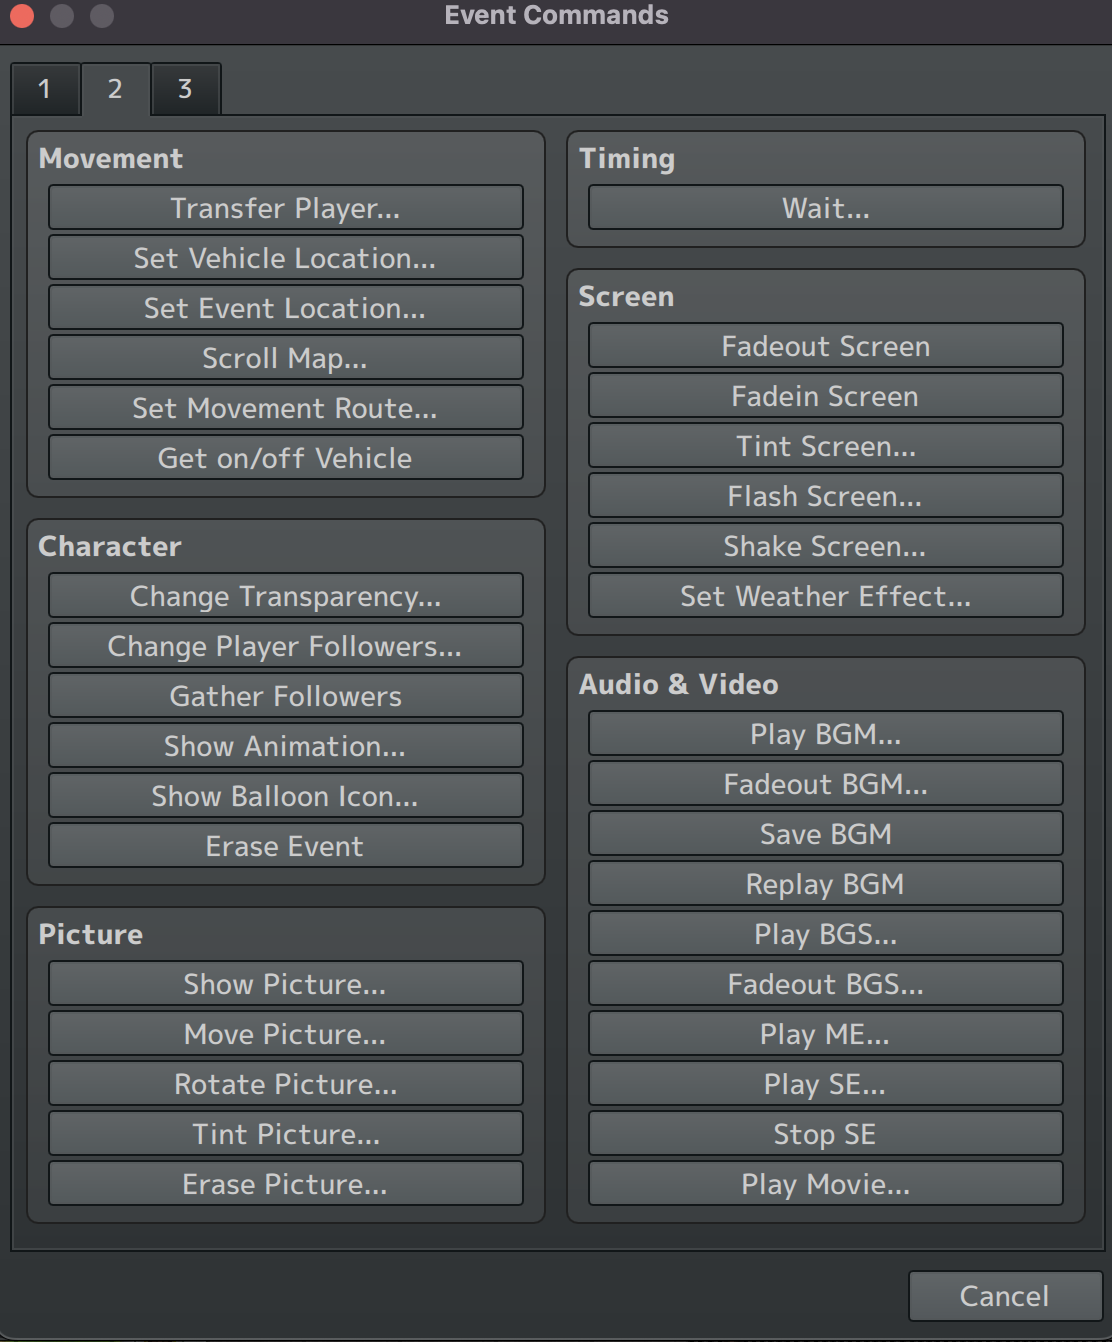 Event Commands
1
2
3
Movement
Transfer Player...
Set Vehicle Location...
Set Event Location...
Scroll Map...
Set Movement Route...
Get on/off Vehicle
Character
Change Transparency...
Change Player Followers...
Gather Followers
Show Animation...
Show Balloon Icon...
Erase Event
Picture
Show Picture...
Move Picture...
Rotate Picture...
Tint Picture...
Erase Picture...
Timing
Wait...
Screen
Fadeout Screen
Fadein Screen
Tint Screen...
Flash Screen...
Shake Screen...
Set Weather Effect...
Audio & Video
Play BGM...
Fadeout BGM...
Save BGM
Replay BGM
Play BGS...
Fadeout BGS...
Play ME...
Play SE...
Stop SE
Play Movie...
Cancel